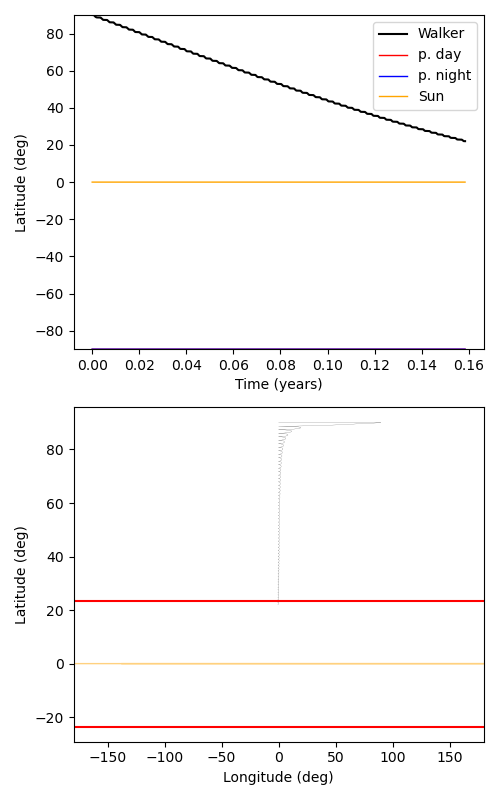 80
60
40
20
0
−20
−40
−60
−80
Latitude (deg)
Walker
p. day
p. night
Sun
0.00 0.02 0.04 0.06 0.08 0.10 0.12 0.14 0.16
Time (years)
80
60
40
20
0
−20
Latitude (deg)
−150 −100 −50 0 50 100 150
Longitude (deg)